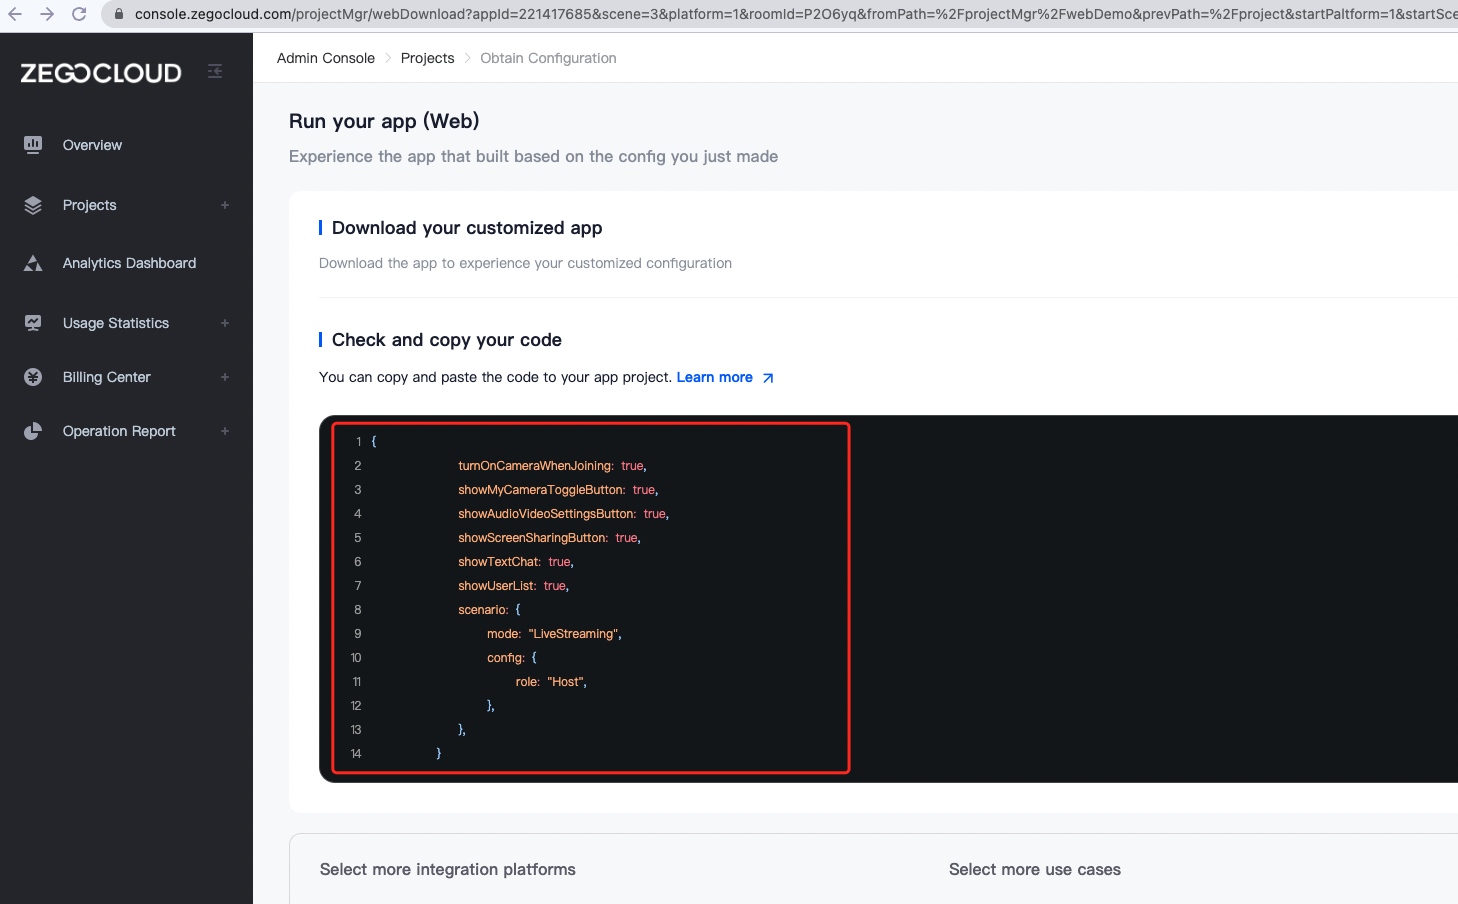 console.zegocloud.com/projectMgr/webDownload?appId=221417685&scene=3&platform=1&roomId=P2O6yq&fromPath=%2FprojectMgr%2FwebDemo&prevPath=%2Fproject&startPaltform=1&startSce
ZEGOCLOUD
Overview
Projects +
Analytics Dashboard
Usage Statistics +
Billing Center +
Operation Report +
Admin Console > Projects > Obtain Configuration
Run your app (Web)
Experience the app that built based on the config you just made
Download your customized app
Download the app to experience your customized configuration
Check and copy your code
You can copy and paste the code to your app project. Learn more
1 {
2 turnOnCameraWhenJoining: true,
3 showMyCameraToggleButton: true,
4 showAudioVideoSettingsButton: true,
5 showScreenSharingButton: true,
6 showTextChat: true,
7 showUserList: true,
8 scenario: {
9 mode: "LiveStreaming",
10 config: {
11 role: "Host",
12 },
13 },
14 }
Select more integration platforms
Select more use cases